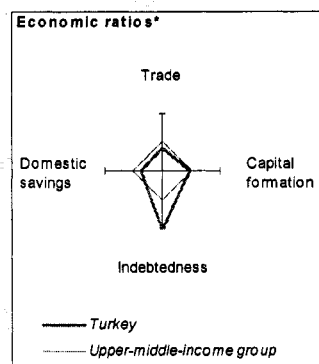 Economic ratios*
Trade
Domestic savings
Capital formation
Indebtedness
Turkey
Upper-middle-income group